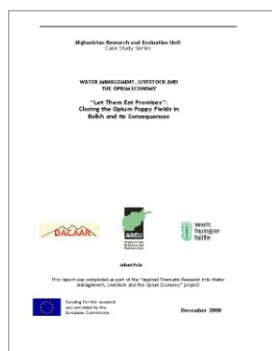 Afghanistan Research and Evaluation Unit
Case Study Series
WATER MANAGEMENT, LIVESTOCK AND
THE OPIUM ECONOMY
"Let Them Eat Promises":
Closing the Opium Poppy Fields in
Balkh and its Consequences
DACAAR
AREU
welt
hunger
hilfe
Adam Pain
This report was completed as part of the "Applied Thematic Research into Water
Management, Livestock and the Opium Economy" project
Funding for this research
was provided by the
European Commission
December 2008